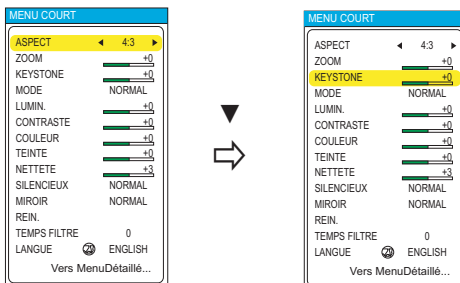 MENU COURT
ASPECT ◀ 4:3 ▶
ZOOM +0
KEYSTONE +0
MODE NORMAL
LUMIN. +0
CONTRASTE +0
COULEUR +0
TEINTE +0
NETTETE +3
SILENCIEUX NORMAL
MIROIR NORMAL
REIN.
TEMPS FILTRE 0
LANGUE ENGLISH
Vers MenuDétaillé...
▼
MENU COURT
ASPECT ◀ 4:3 ▶
ZOOM +0
KEYSTONE +0
MODE NORMAL
LUMIN. +0
CONTRASTE +0
COULEUR +0
TEINTE +0
NETTETE +3
SILENCIEUX NORMAL
MIROIR NORMAL
REIN.
TEMPS FILTRE 0
LANGUE ENGLISH
Vers MenuDétaillé...